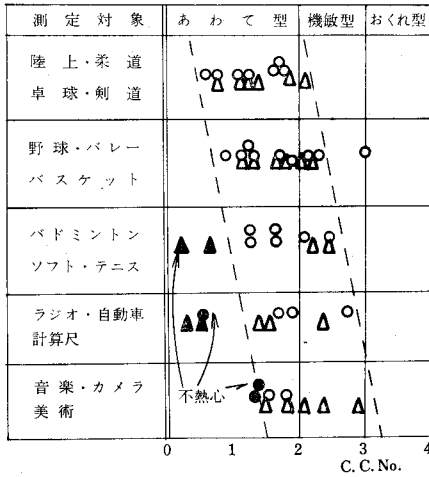 測定対象 あわて型 機敏型 おくれ型
陸上・柔道
卓球・剣道
野球・バレー
バスケット
バドミントン
ソフト・テニス
ラジオ・自動車
計算尺
不熱心
音楽・カメラ
美術
0 1 2 3 4
C.C.No.